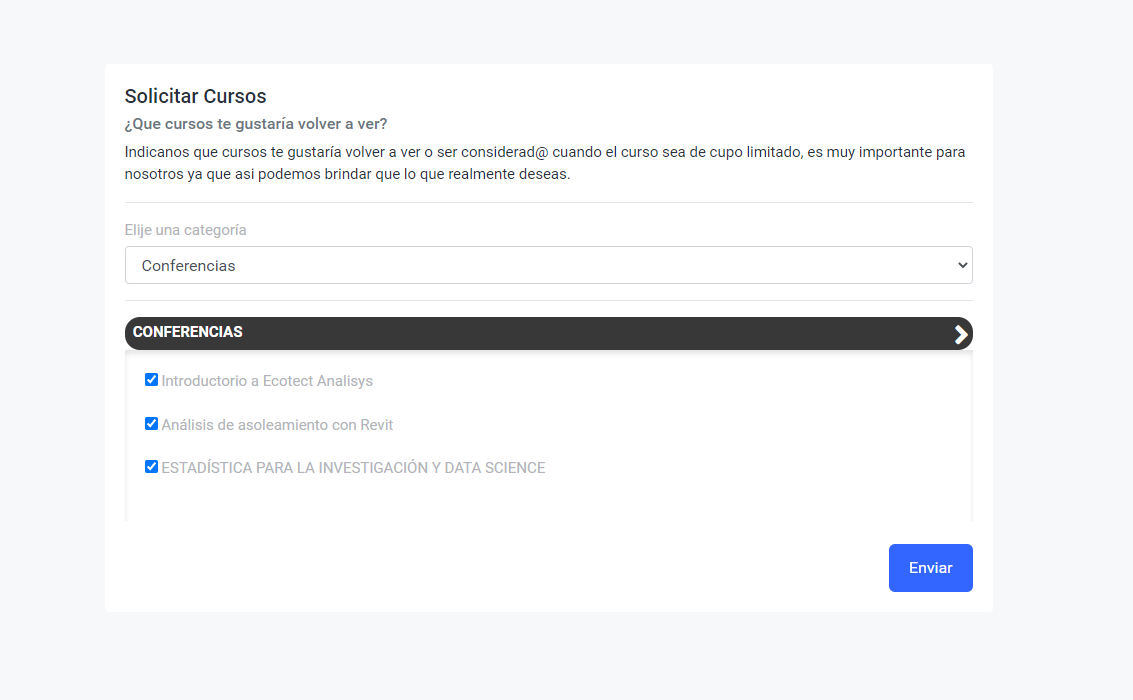 Solicitar Cursos
¿Que cursos te gustaría volver a ver?
Indicanos que cursos te gustaría volver a ver o ser considerad@ cuando el curso sea de cupo limitado, es muy importante para
nosotros ya que asi podemos brindar que lo que realmente deseas.
Elije una categoría
Conferencias
CONFERENCIAS
Introductorio a Ecotect Analisys
Análisis de asoleamiento con Revit
ESTADÍSTICA PARA LA INVESTIGACIÓN Y DATA SCIENCE
Enviar